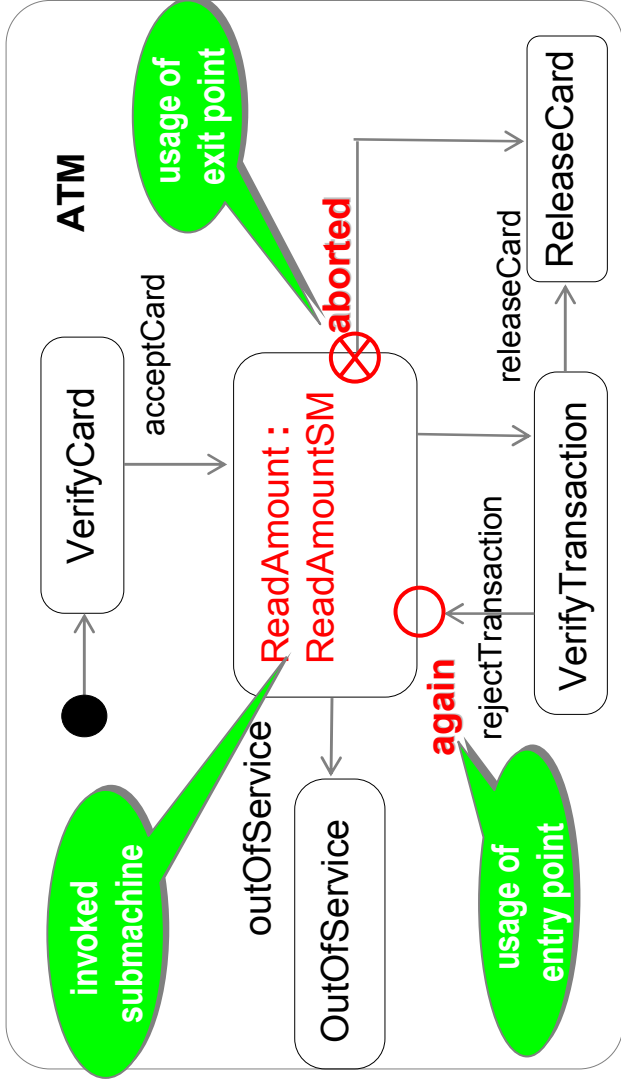 ATM
VerifyCard
acceptCard
invoked
submachine
usage of
exit point
outOfService
ReadAmount :
ReadAmountSM
aborted
OutOfService
again
rejectTransaction
releaseCard
usage of
entry point
VerifyTransaction
ReleaseCard